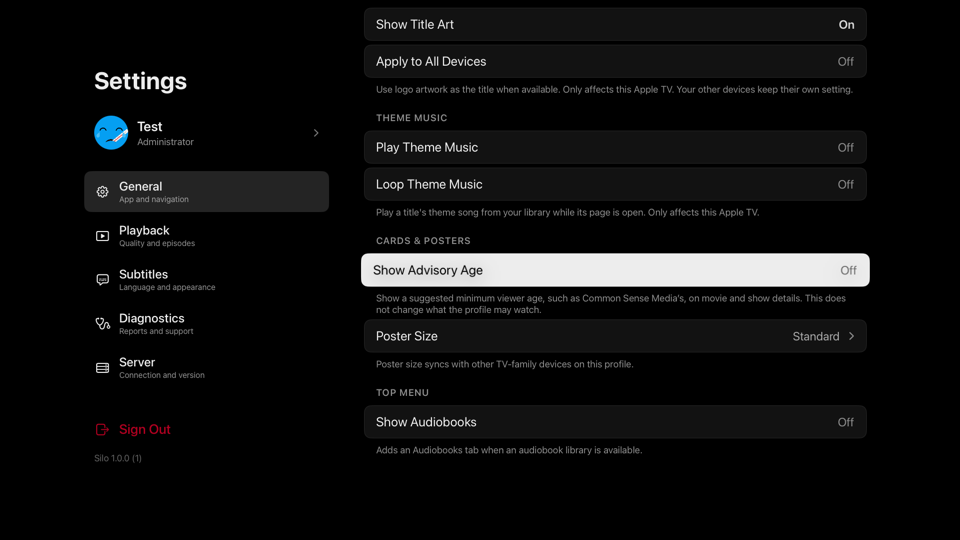 Settings
Test
Administrator
General
App and navigation
Playback
Quality and episodes
Subtitles
Language and appearance
Diagnostics
Reports and support
Server
Connection and version
Sign Out
Silo 1.0.0 (1)
Show Title Art On
Apply to All Devices Off
Use logo artwork as the title when available. Only affects this Apple TV. Your other devices keep their own setting.
THEME MUSIC
Play Theme Music Off
Loop Theme Music Off
Play a title's theme song from your library while its page is open. Only affects this Apple TV.
CARDS & POSTERS
Show Advisory Age Off
Show a suggested minimum viewer age, such as Common Sense Media's, on movie and show details. This does
not change what the profile may watch.
Poster Size Standard
Poster size syncs with other TV-family devices on this profile.
TOP MENU
Show Audiobooks Off
Adds an Audiobooks tab when an audiobook library is available.